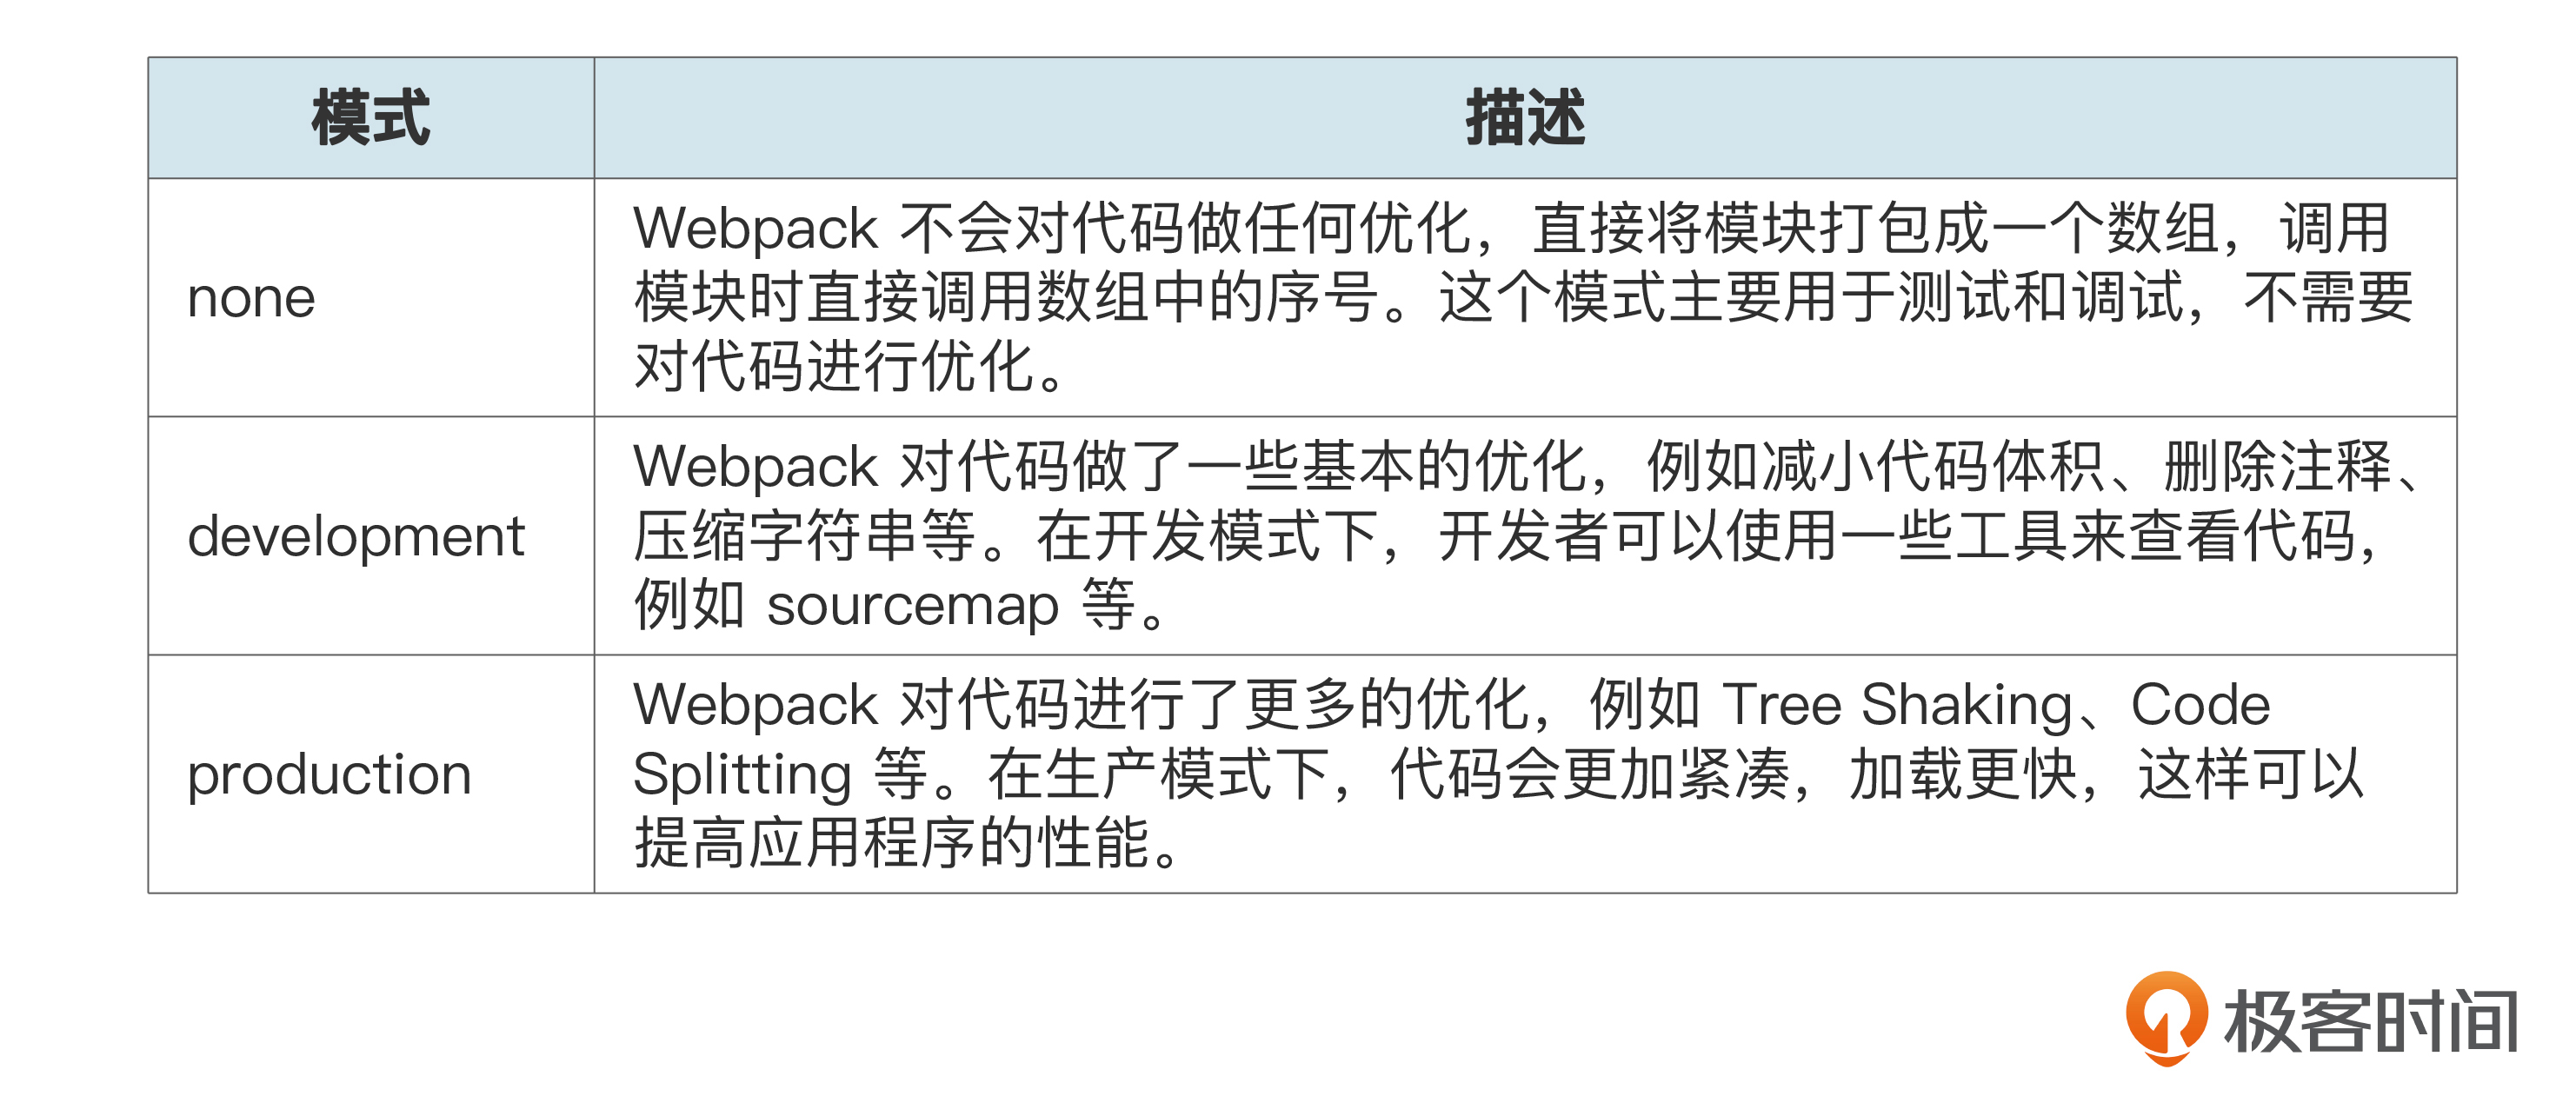 模式
描述
none
Webpack 不会对代码做任何优化，直接将模块打包成一个数组，调用
模块时直接调用数组中的序号。这个模式主要用于测试和调试，不需要
对代码进行优化。
development
Webpack 对代码做了一些基本的优化，例如减小代码体积、删除注释、
压缩字符串等。在开发模式下，开发者可以使用一些工具来查看代码，
例如 sourcemap 等。
production
Webpack 对代码进行了更多的优化，例如 Tree Shaking、Code
Splitting 等。在生产模式下，代码会更加紧凑，加载更快，这样可以
提高应用程序的性能。
极客时间